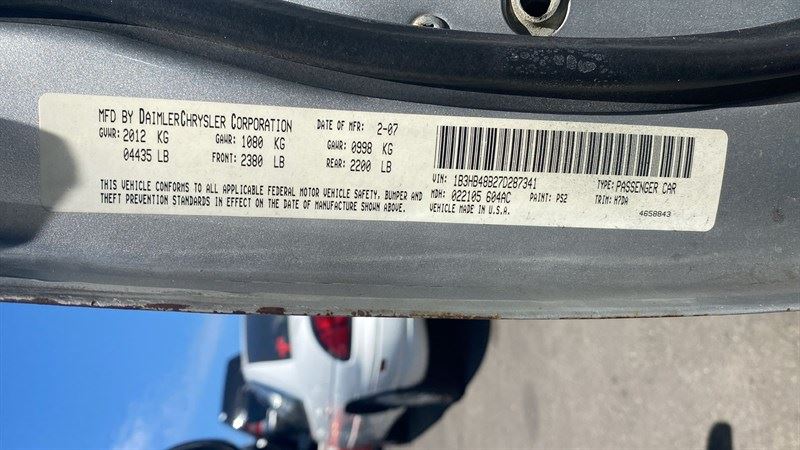 MFD BY DAIMLERCHRYSLER CORPORATION DATE OF MFR: 2-07
GVWR: 2012 KG GAWR: 1080 KG GAWR: 0998 KG
04435 LB FRONT: 2380 LB REAR: 2200 LB
THIS VEHICLE CONFORMS TO ALL APPLICABLE FEDERAL MOTOR VEHICLE SAFETY, BUMPER AND
THEFT PREVENTION STANDARDS IN EFFECT ON THE DATE OF MANUFACTURE SHOWN ABOVE.
VIN: 1B3HB48B27D287341 TYPE: PASSENGER CAR
MDH: 022105 604AC PAINT: PS2 TRIM: M7DA
VEHICLE MADE IN U.S.A. 4658843